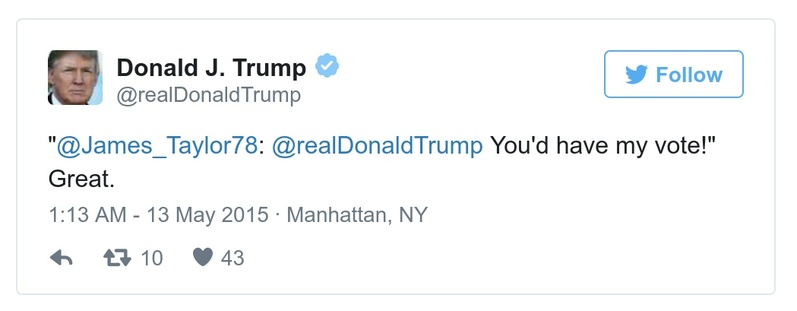 Donald J. Trump
@realDonaldTrump
Follow
"@James_Taylor78: @realDonaldTrump You'd have my vote!"
Great.
1:13 AM - 13 May 2015 · Manhattan, NY
10
43